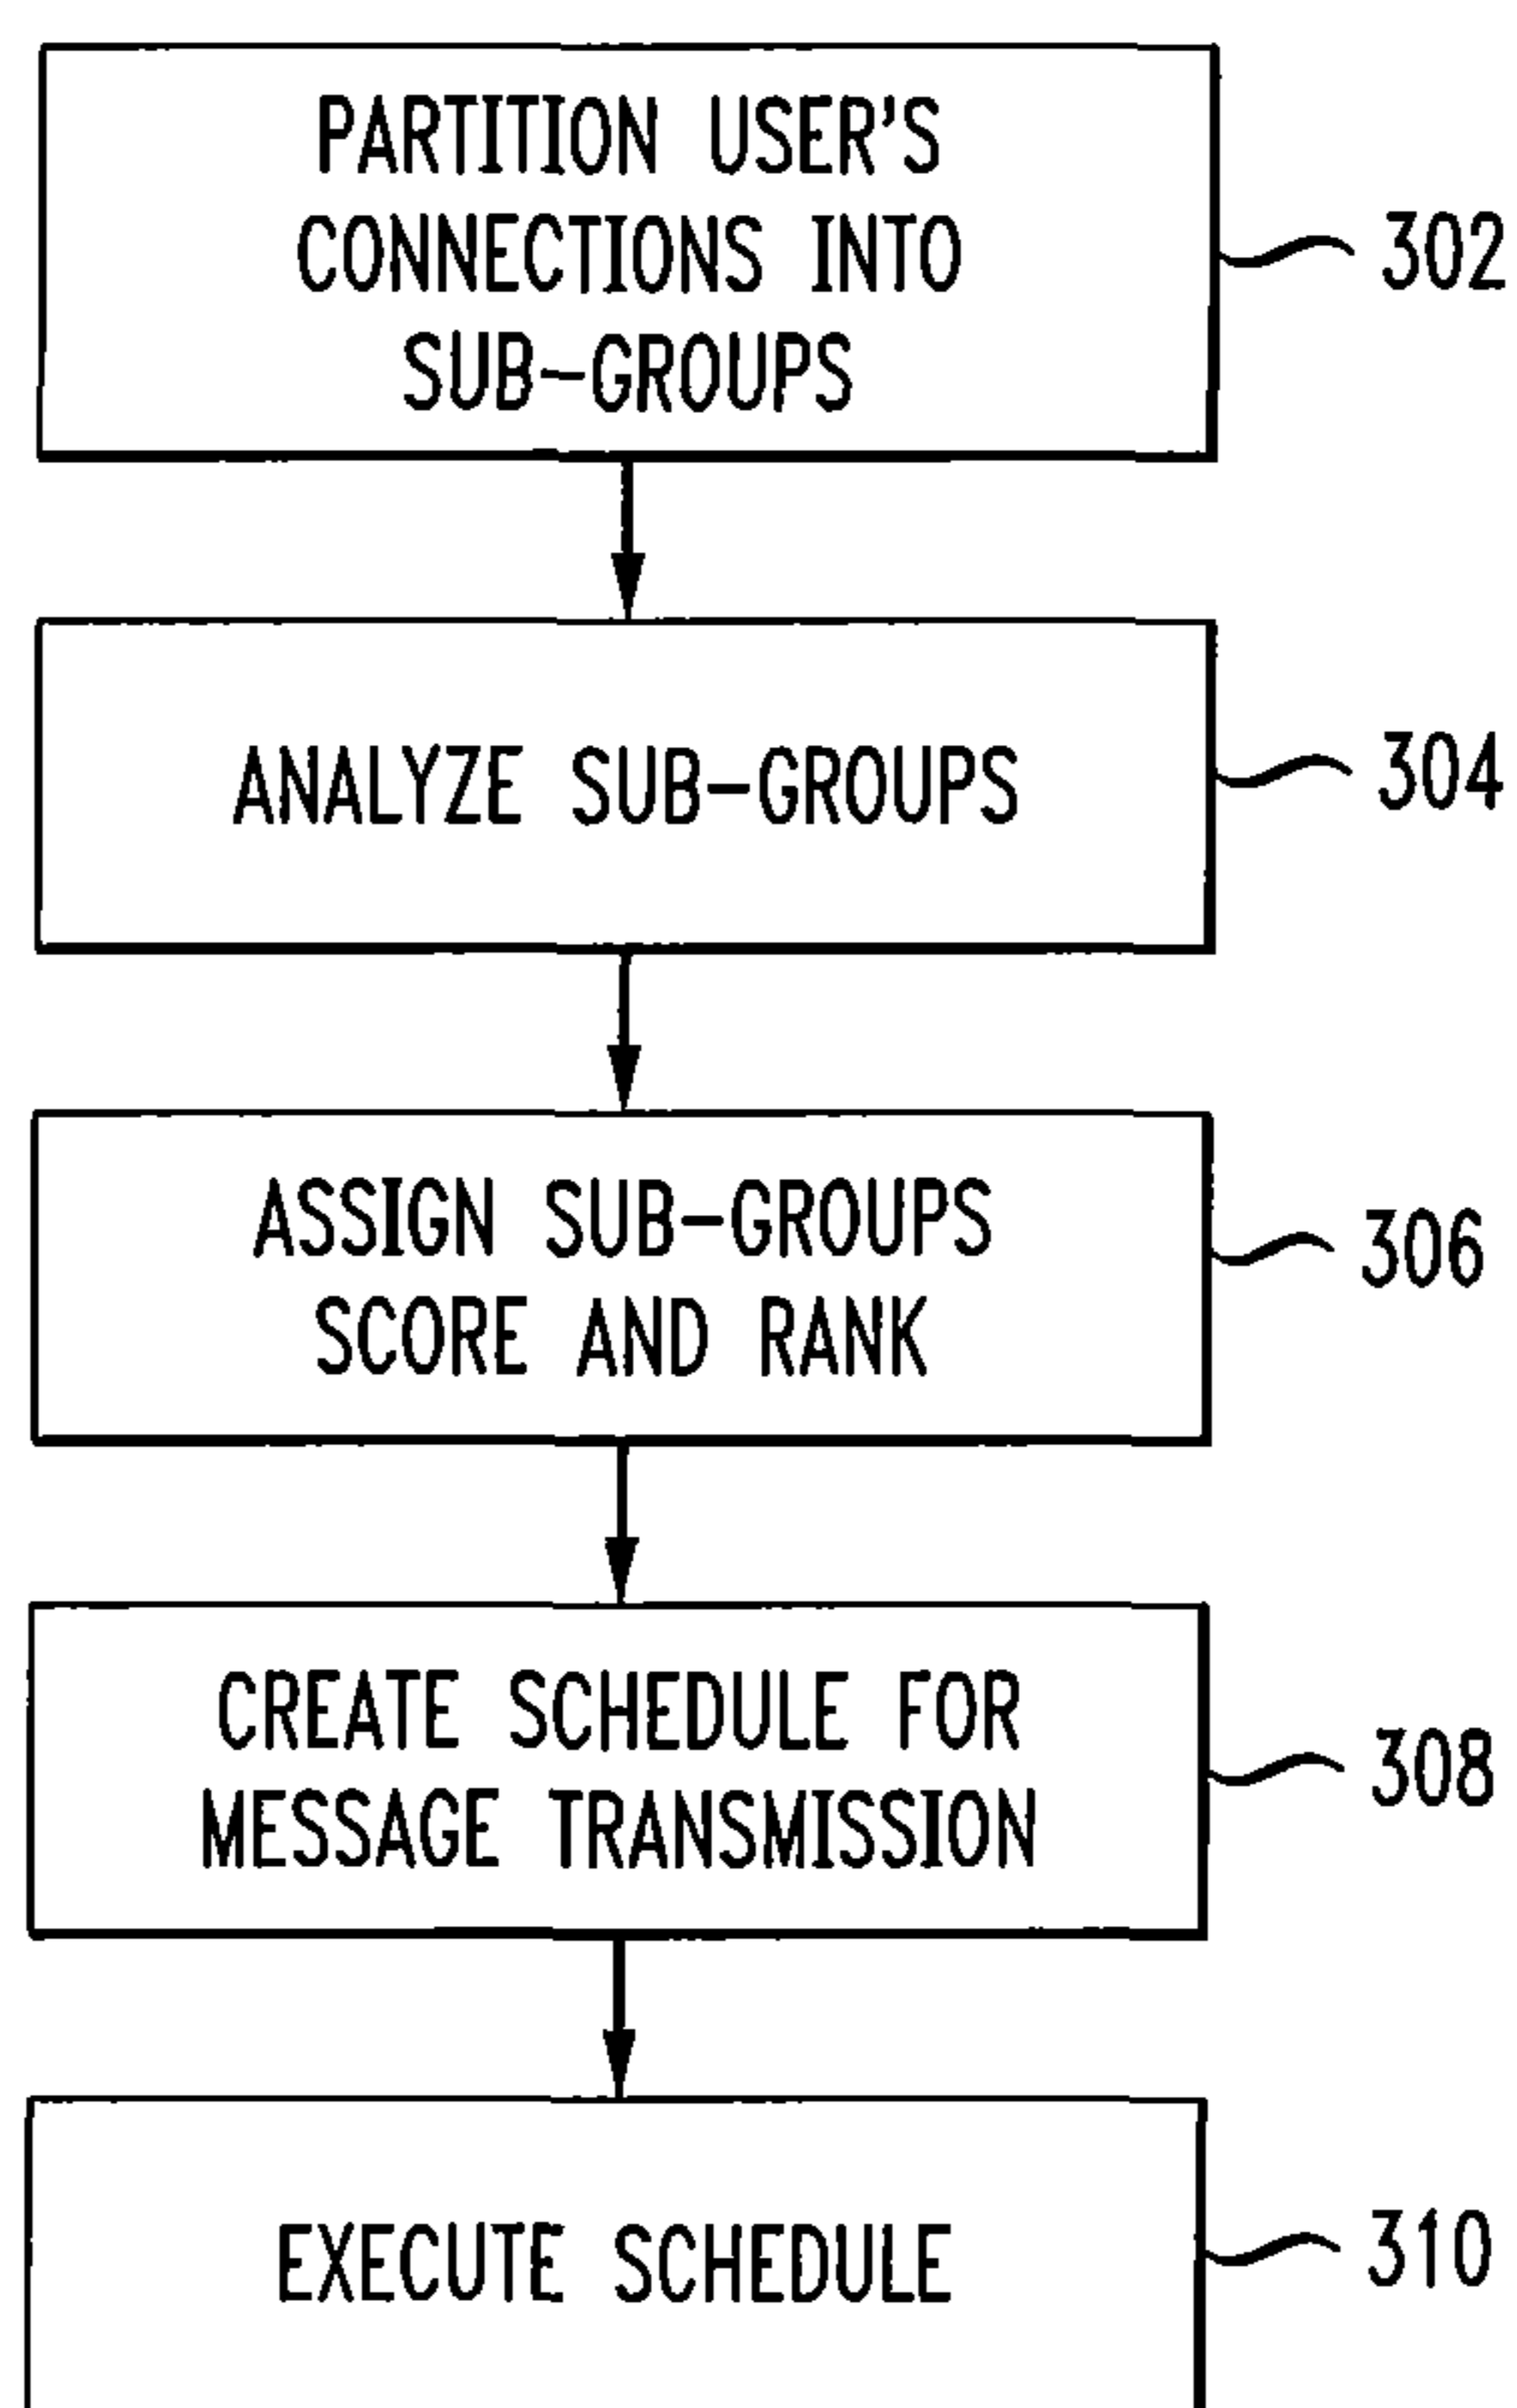 PARTITION USER'S
CONNECTIONS INTO
SUB-GROUPS
302
ANALYZE SUB-GROUPS
304
ASSIGN SUB-GROUPS
SCORE AND RANK
306
CREATE SCHEDULE FOR
MESSAGE TRANSMISSION
308
EXECUTE SCHEDULE
310